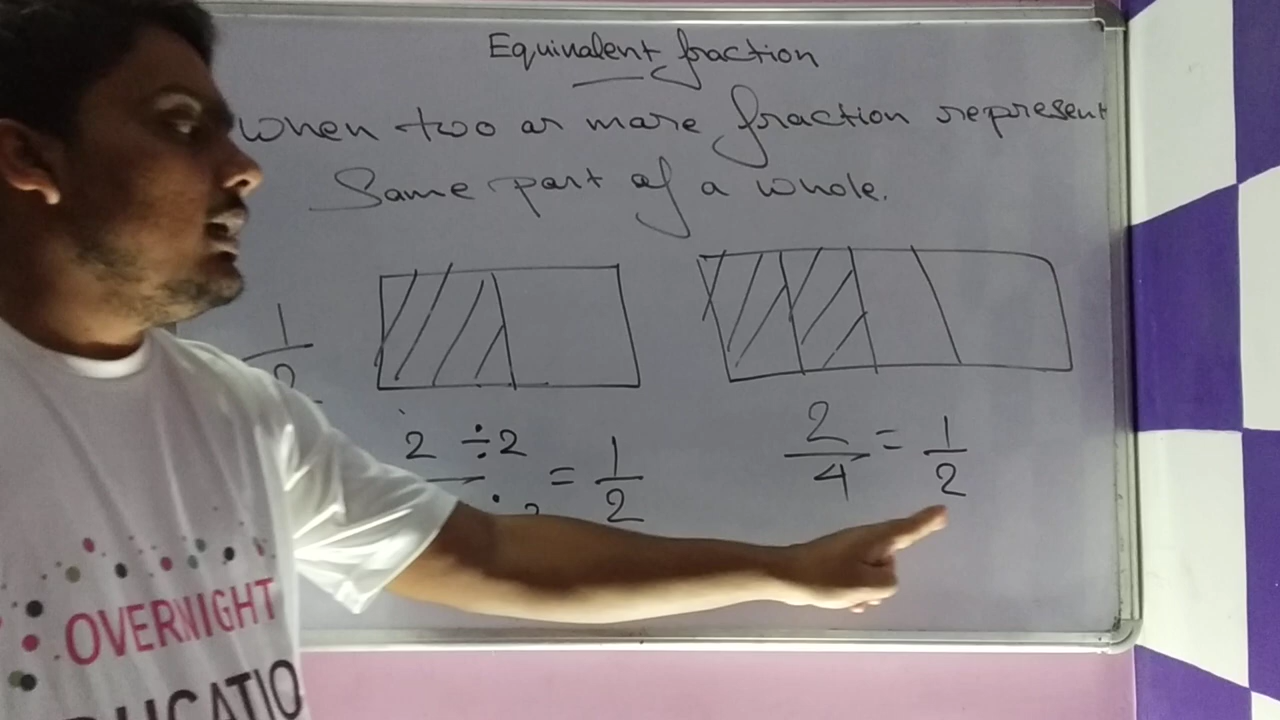 Equivalent fraction
when two or more fraction represent
Same part of a whole.
1
2 ÷2 = 1/2
2/4 = 1/2
OVERNIGHT